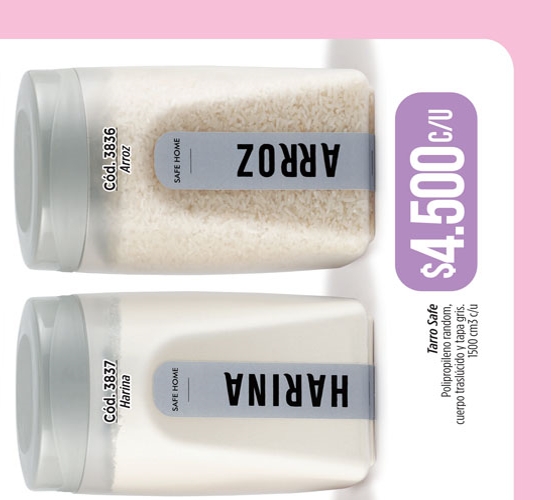 Cód. 3836
Arroz
SAFE HOME
ARROZ
Cód. 3837
Harina
SAFE HOME
HARINA
$4.500 C/U
Tarro Safe
Polipropileno random,
cuerpo traslúcido y tapa gris.
1500 cm3 c/u